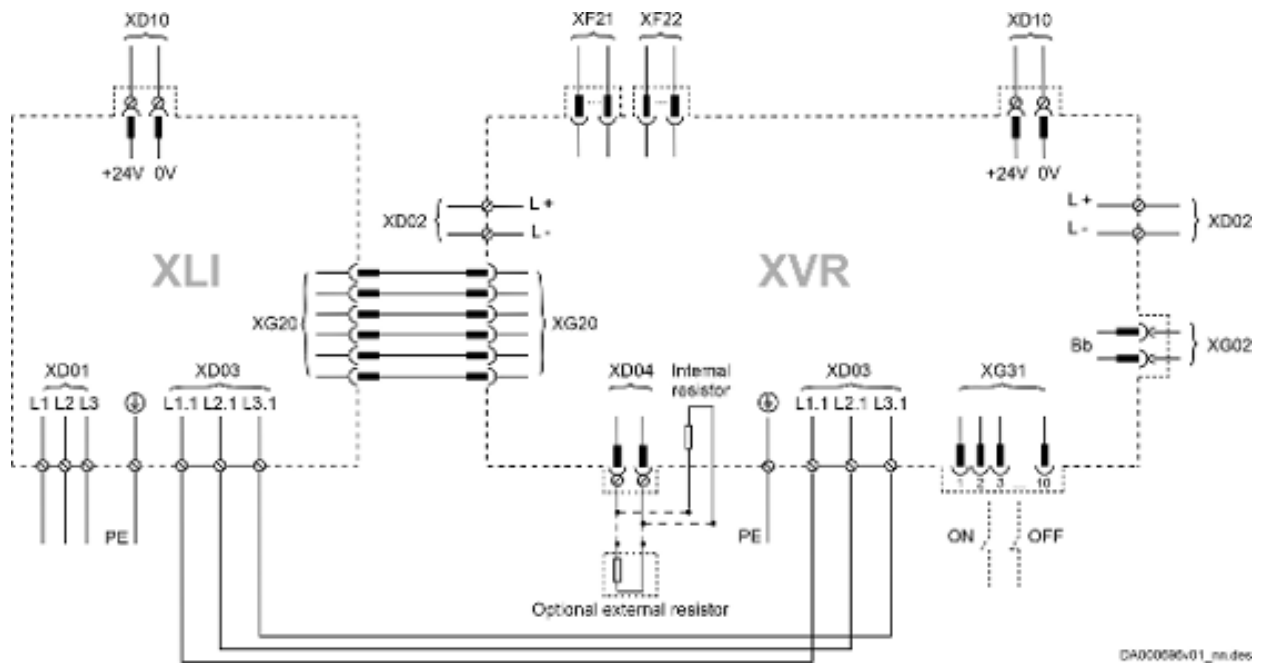 XD10 XF21 XF22 XD10
+24V 0V +24V 0V
XD02 L + L + XD02
L - L -
XLI XVR
XG20 XG20
Bb XG02
XD01 XD03 XD04 Internal resistor XD03 XG31
L1 L2 L3 L1.1 L2.1 L3.1 L1.1 L2.1 L3.1
1 2 3 ... 10
PE PE ON OFF
Optional external resistor
DA000696v01_nn.des